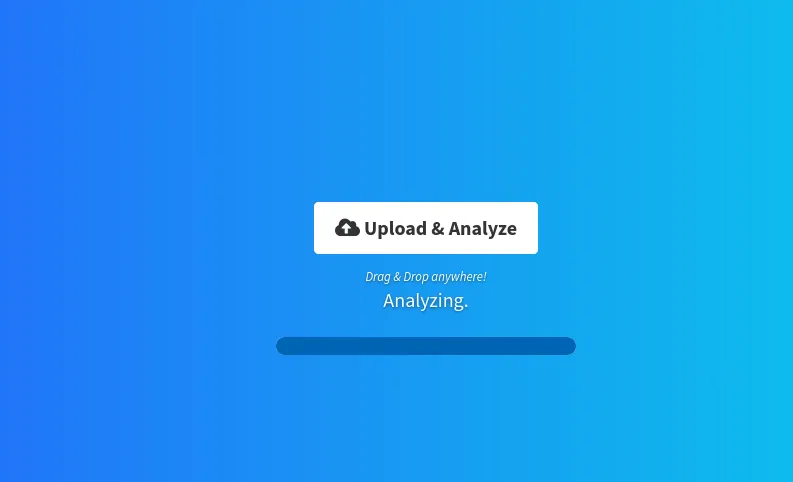 Upload & Analyze
Drag & Drop anywhere!
Analyzing.